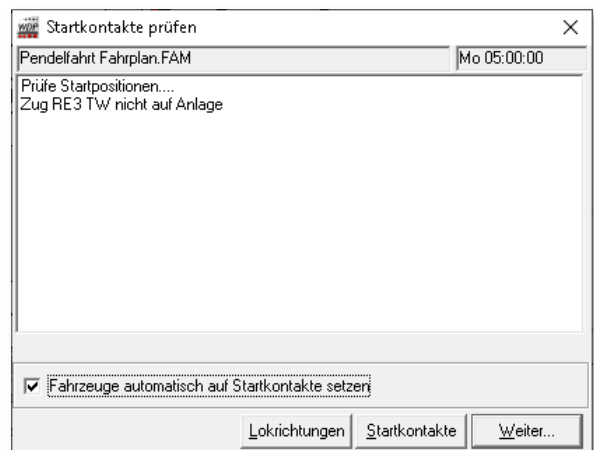 WDP Startkontakte prüfen
Pendelfahrt Fahrplan.FAM Mo 05:00:00
Prüfe Startpositionen....
Zug RE3 TW nicht auf Anlage
Fahrzeuge automatisch auf Startkontakte setzen
Lokrichtungen Startkontakte Weiter...